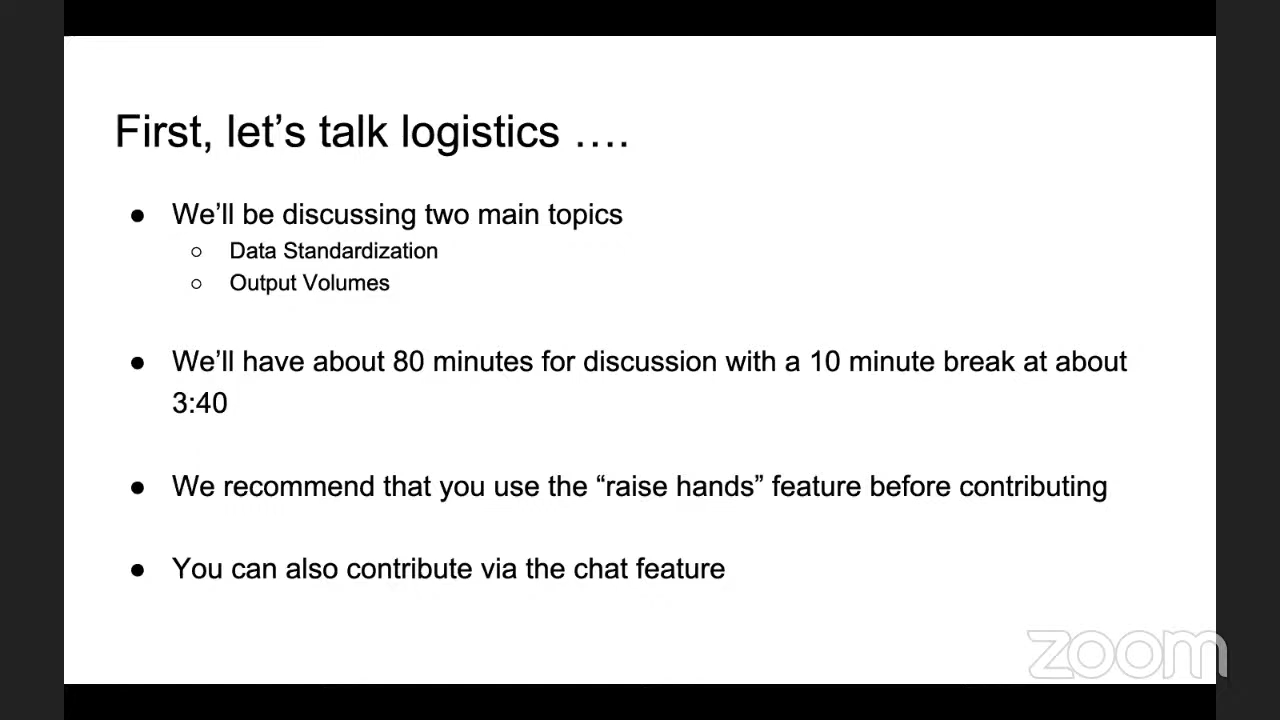 First, let’s talk logistics ….
● We’ll be discussing two main topics
○ Data Standardization
○ Output Volumes
● We’ll have about 80 minutes for discussion with a 10 minute break at about
3:40
● We recommend that you use the “raise hands” feature before contributing
● You can also contribute via the chat feature
zoom